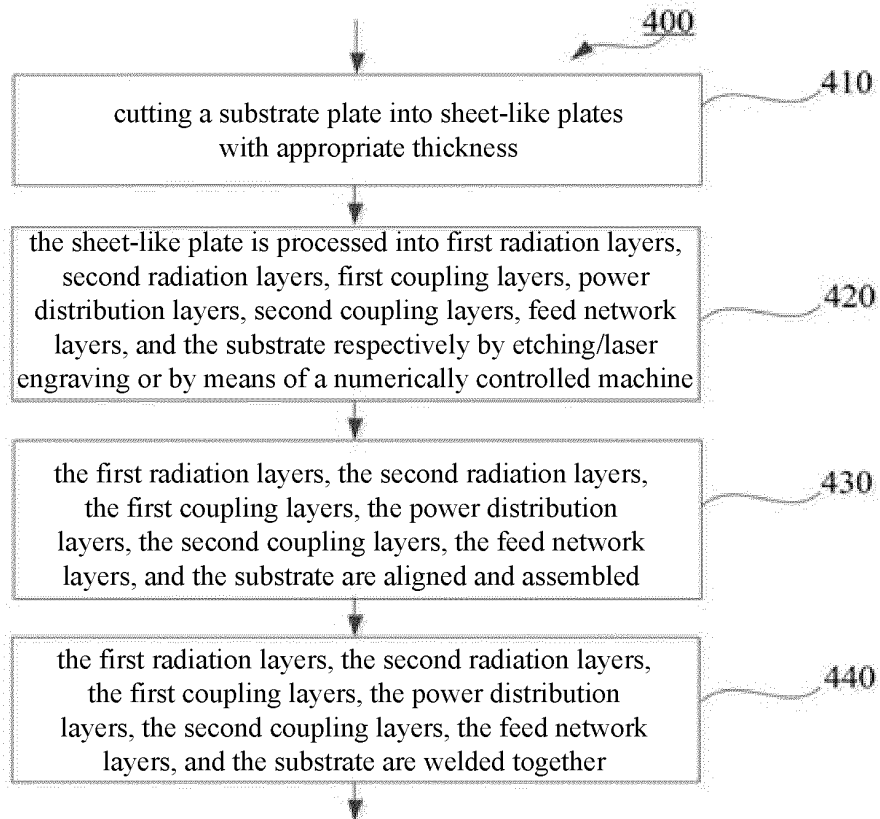 400
cutting a substrate plate into sheet-like plates
with appropriate thickness
410
the sheet-like plate is processed into first radiation layers,
second radiation layers, first coupling layers, power
distribution layers, second coupling layers, feed network
layers, and the substrate respectively by etching/laser
engraving or by means of a numerically controlled machine
420
the first radiation layers, the second radiation layers,
the first coupling layers, the power distribution
layers, the second coupling layers, the feed network
layers, and the substrate are aligned and assembled
430
the first radiation layers, the second radiation layers,
the first coupling layers, the power distribution
layers, the second coupling layers, the feed network
layers, and the substrate are welded together
440